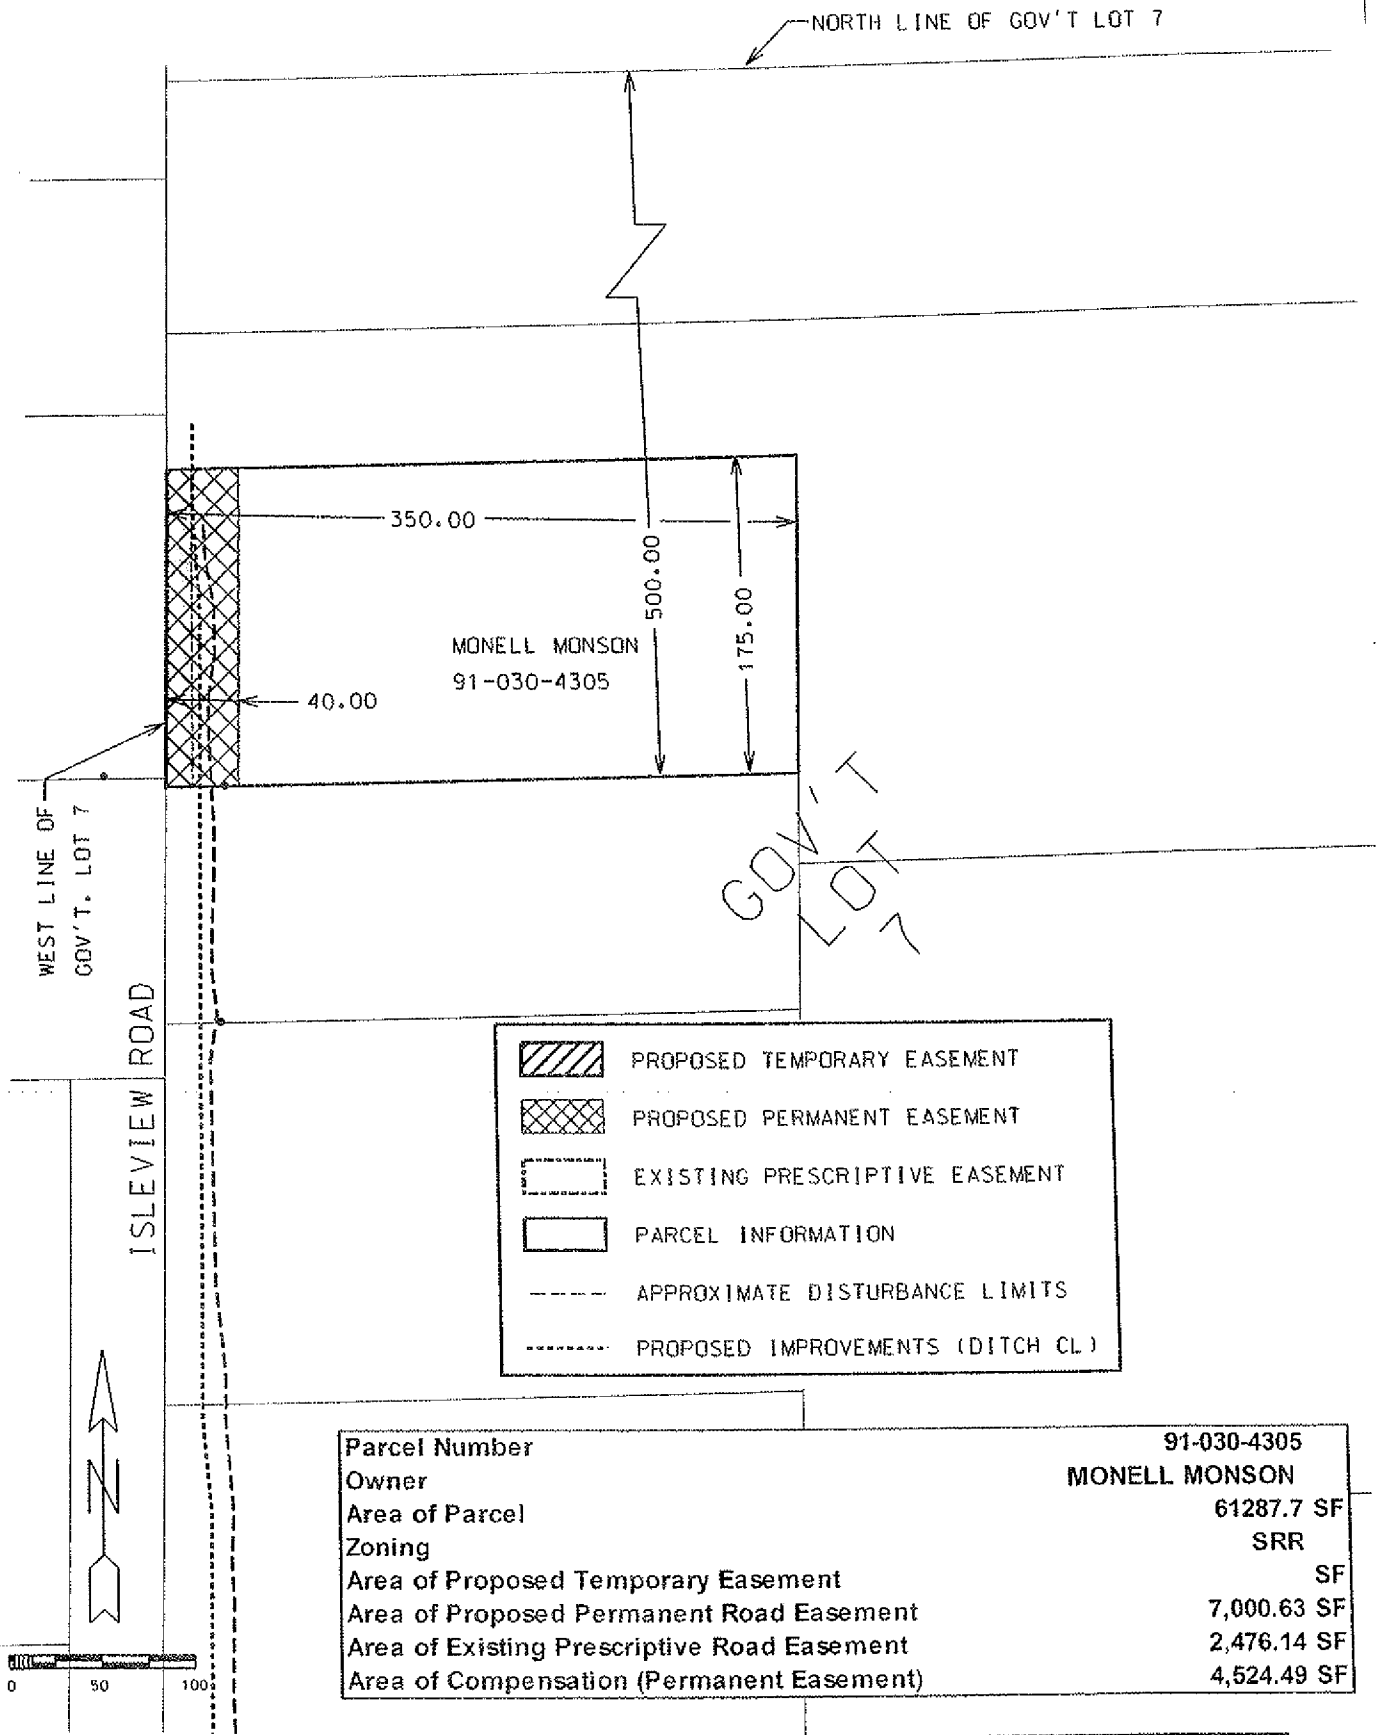 NORTH LINE OF GOV'T LOT 7
350.00
500.00
175.00
MONELL MONSON
91-030-4305
40.00
WEST LINE OF
GOV'T. LOT 7
GOV'T
LOT
7
ISLEVIEW ROAD
PROPOSED TEMPORARY EASEMENT
PROPOSED PERMANENT EASEMENT
EXISTING PRESCRIPTIVE EASEMENT
PARCEL INFORMATION
APPROXIMATE DISTURBANCE LIMITS
PROPOSED IMPROVEMENTS (DITCH CL)
N
0 50 100
Parcel Number 91-030-4305
Owner MONELL MONSON
Area of Parcel 61287.7 SF
Zoning SRR
Area of Proposed Temporary Easement SF
Area of Proposed Permanent Road Easement 7,000.63 SF
Area of Existing Prescriptive Road Easement 2,476.14 SF
Area of Compensation (Permanent Easement) 4,524.49 SF